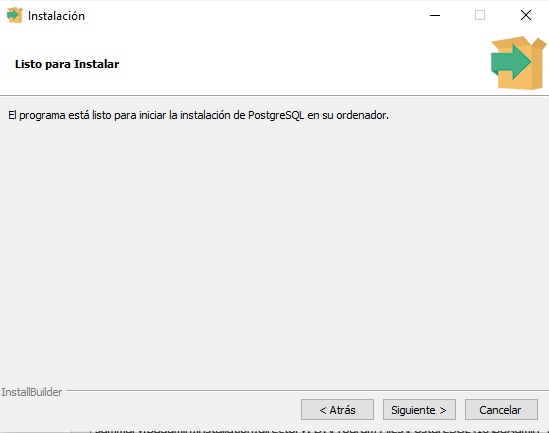 Instalación
Listo para Instalar
El programa está listo para iniciar la instalación de PostgreSQL en su ordenador.
InstallBuilder
< Atrás
Siguiente >
Cancelar